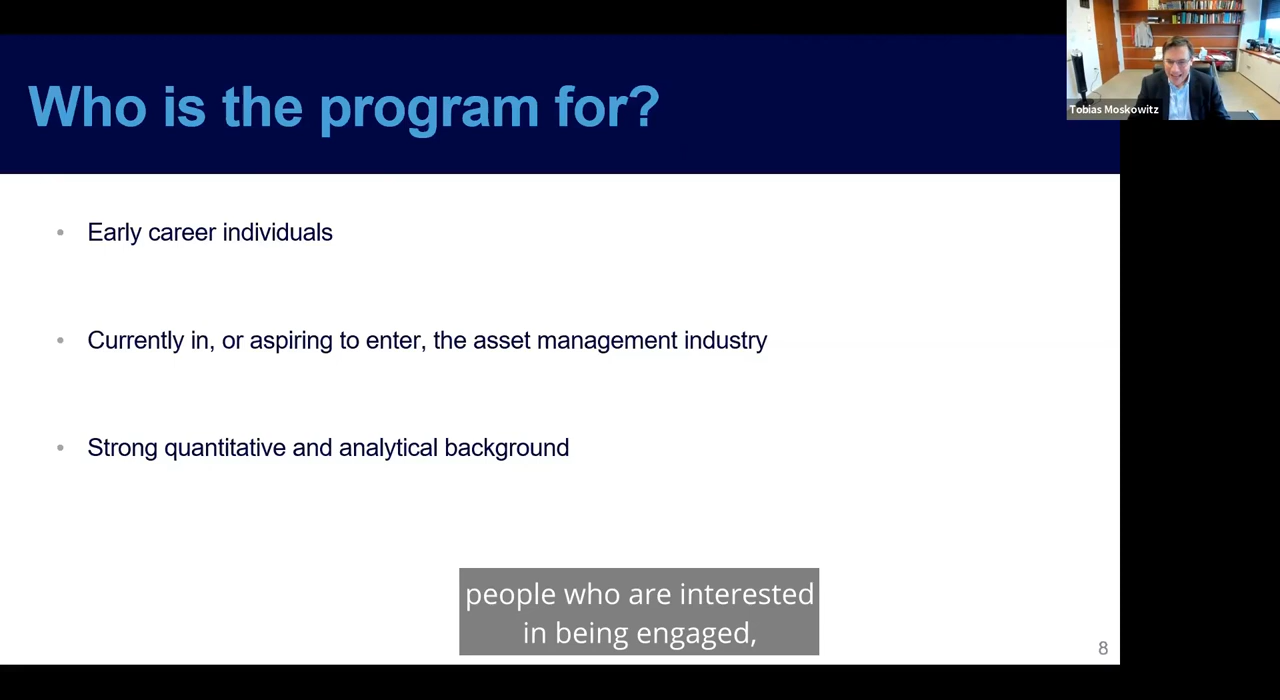 Who is the program for?
Tobias Moskowitz
• Early career individuals
• Currently in, or aspiring to enter, the asset management industry
• Strong quantitative and analytical background
people who are interested
in being engaged,
8